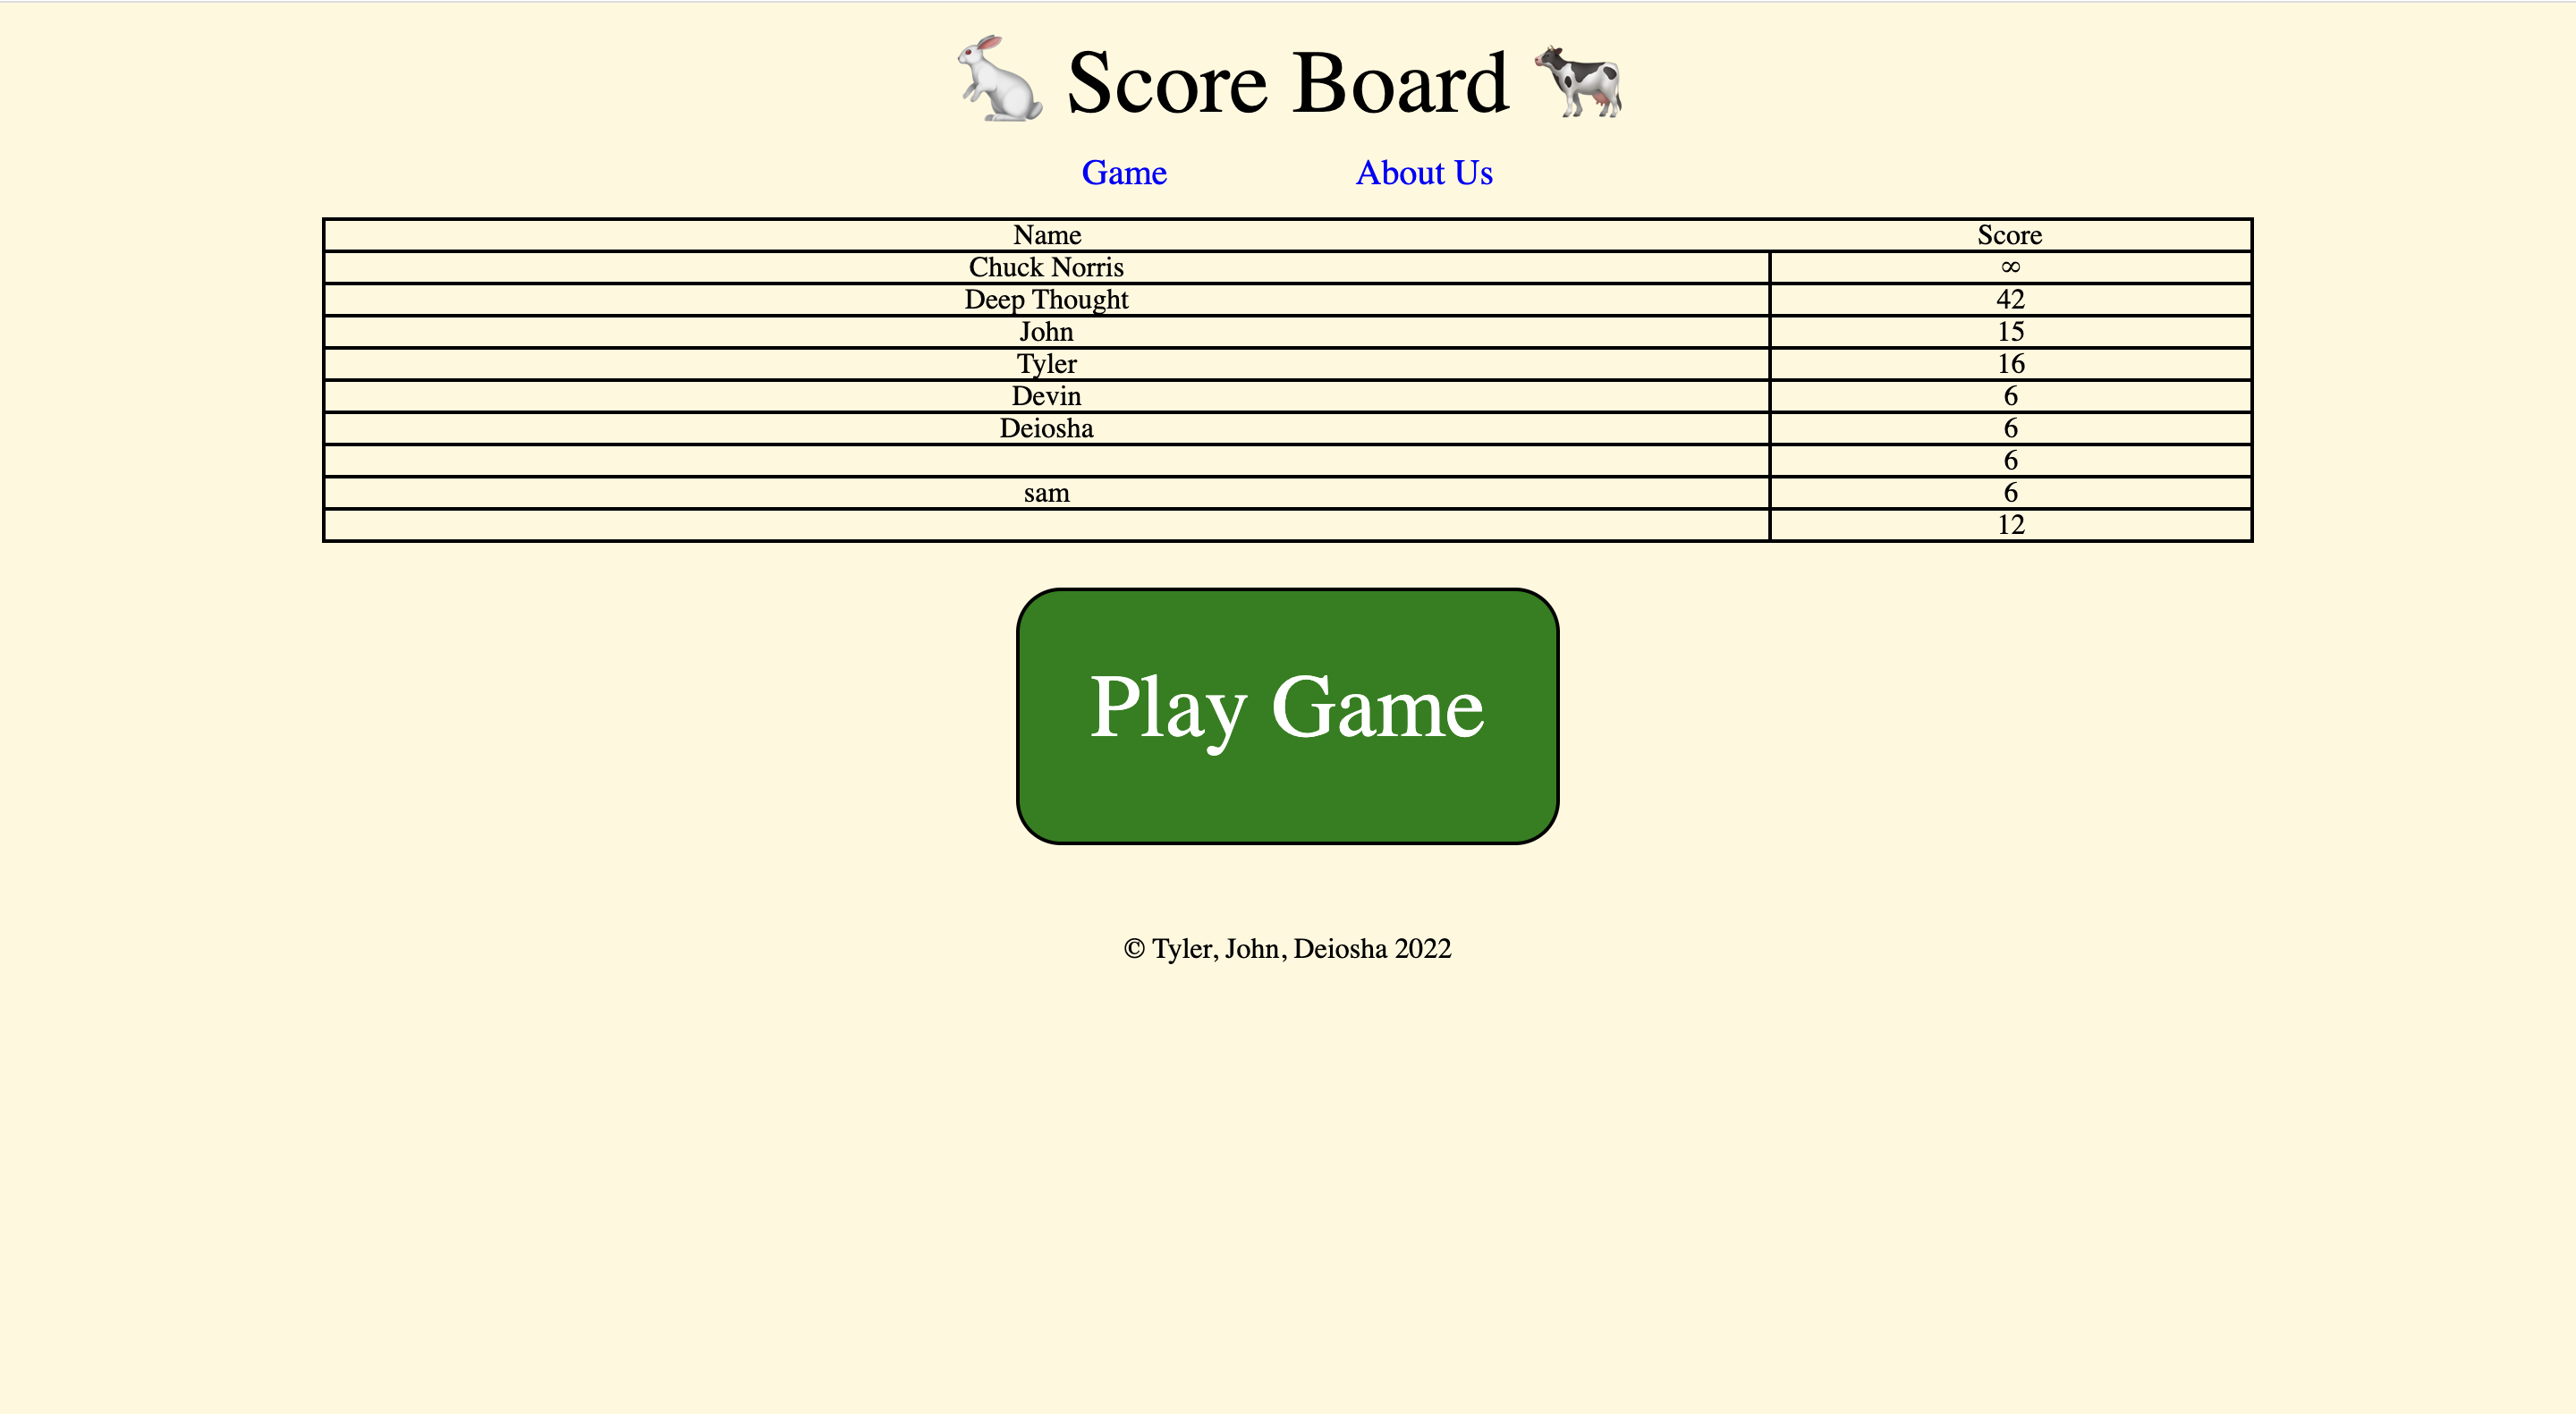 Score Board
Game About Us
Name Score
Chuck Norris ∞
Deep Thought 42
John 15
Tyler 16
Devin 6
Deiosha 6
6
sam 6
12
Play Game
© Tyler, John, Deiosha 2022